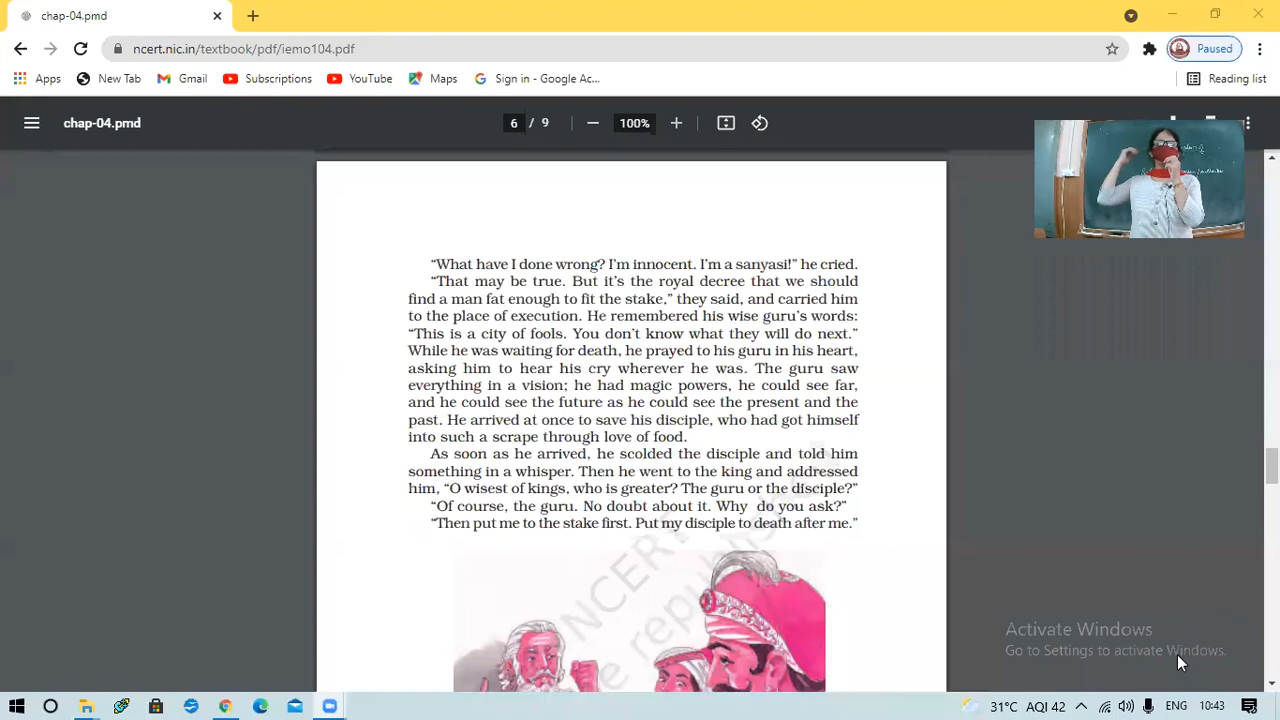 chap-04.pmd
ncert.nic.in/textbook/pdf/iemo104.pdf
Paused
Apps
New Tab
Gmail
Subscriptions
YouTube
Maps
Sign in - Google Ac...
Reading list
chap-04.pmd
6 / 9
100%
“What have I done wrong? I’m innocent. I’m a sanyasi!” he cried.
“That may be true. But it’s the royal decree that we should
find a man fat enough to fit the stake,” they said, and carried him
to the place of execution. He remembered his wise guru’s words:
“This is a city of fools. You don’t know what they will do next.”
While he was waiting for death, he prayed to his guru in his heart,
asking him to hear his cry wherever he was. The guru saw
everything in a vision; he had magic powers, he could see far,
and he could see the future as he could see the present and the
past. He arrived at once to save his disciple, who had got himself
into such a scrape through love of food.
As soon as he arrived, he scolded the disciple and told him
something in a whisper. Then he went to the king and addressed
him, “O wisest of kings, who is greater? The guru or the disciple?”
“Of course, the guru. No doubt about it. Why do you ask?”
“Then put me to the stake first. Put my disciple to death after me.”
NCERT
republished
Activate Windows
Go to Settings to activate Windows.
31°C AQI 42
ENG
10:43